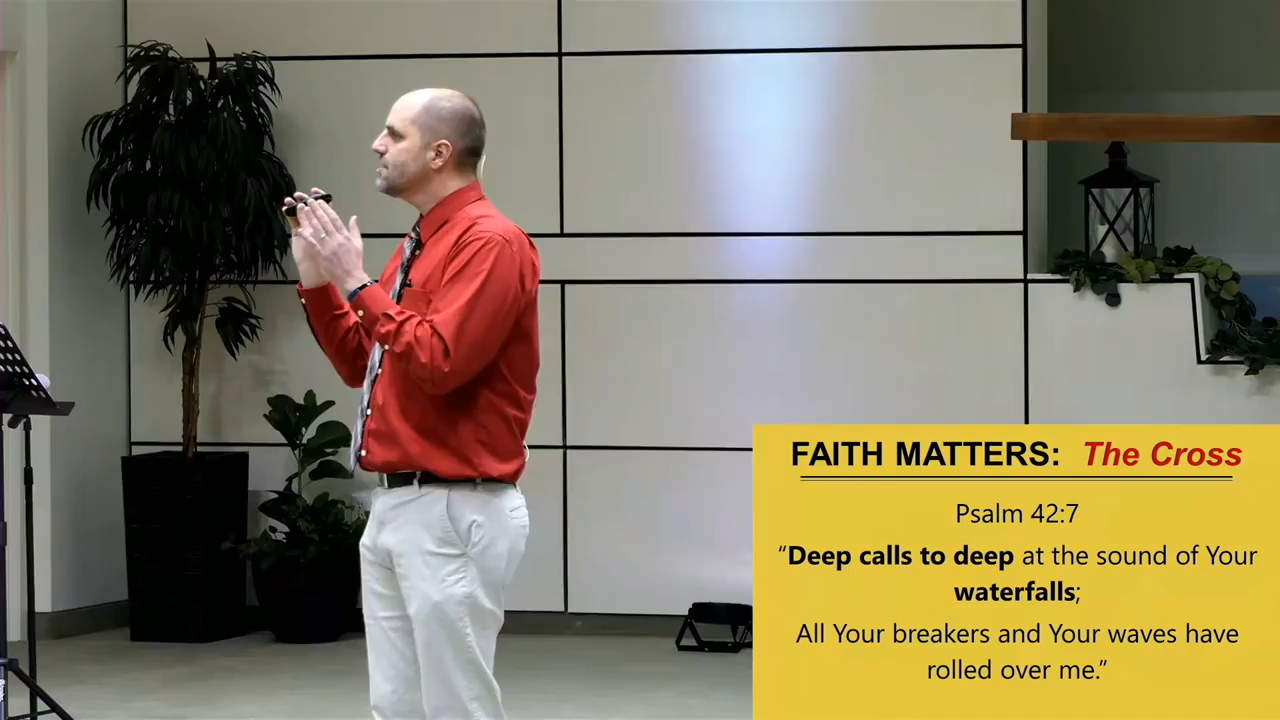 FAITH MATTERS: The Cross
Psalm 42:7
“Deep calls to deep at the sound of Your
waterfalls;
All Your breakers and Your waves have
rolled over me.”